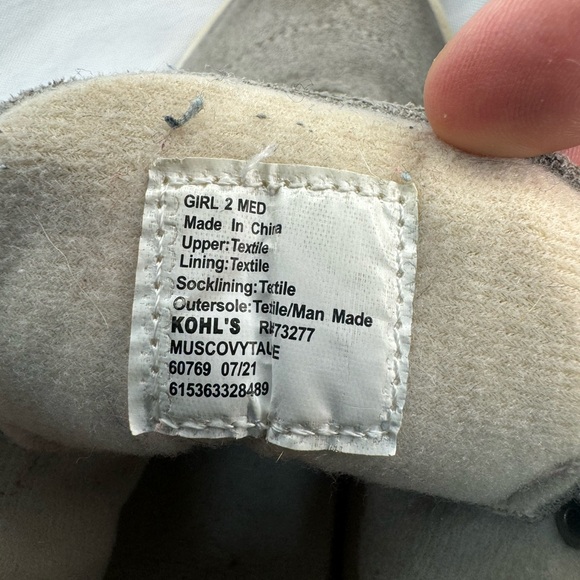 GIRL 2 MED
Made In China
Upper:Textile
Lining:Textile
Socklining:Textile
Outersole:Textile/Man Made
KOHL'S
MUSCOVYTAUE
60769 07/21
615363328489